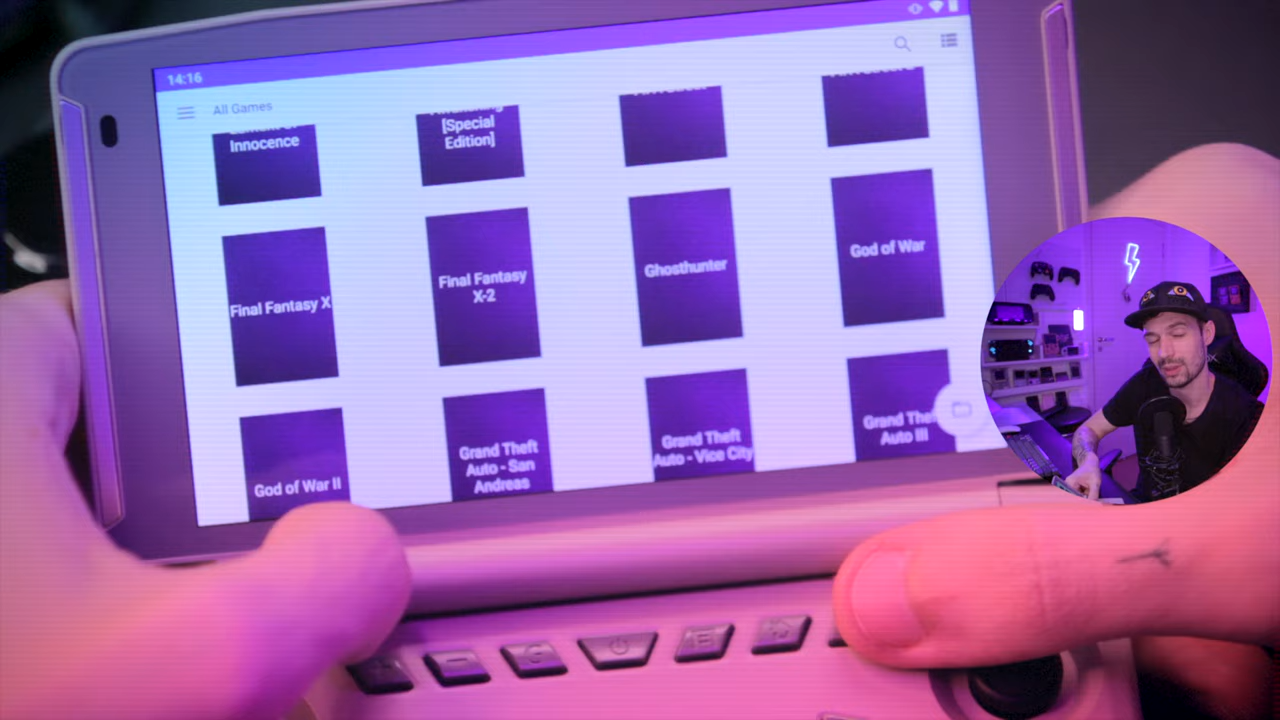 14:16
All Games
Innocence
[Special
Edition]
Final Fantasy X
Final Fantasy
X-2
Ghosthunter
God of War
God of War II
Grand Theft
Auto - San
Andreas
Grand Theft
Auto - Vice City
Grand Theft
Auto III